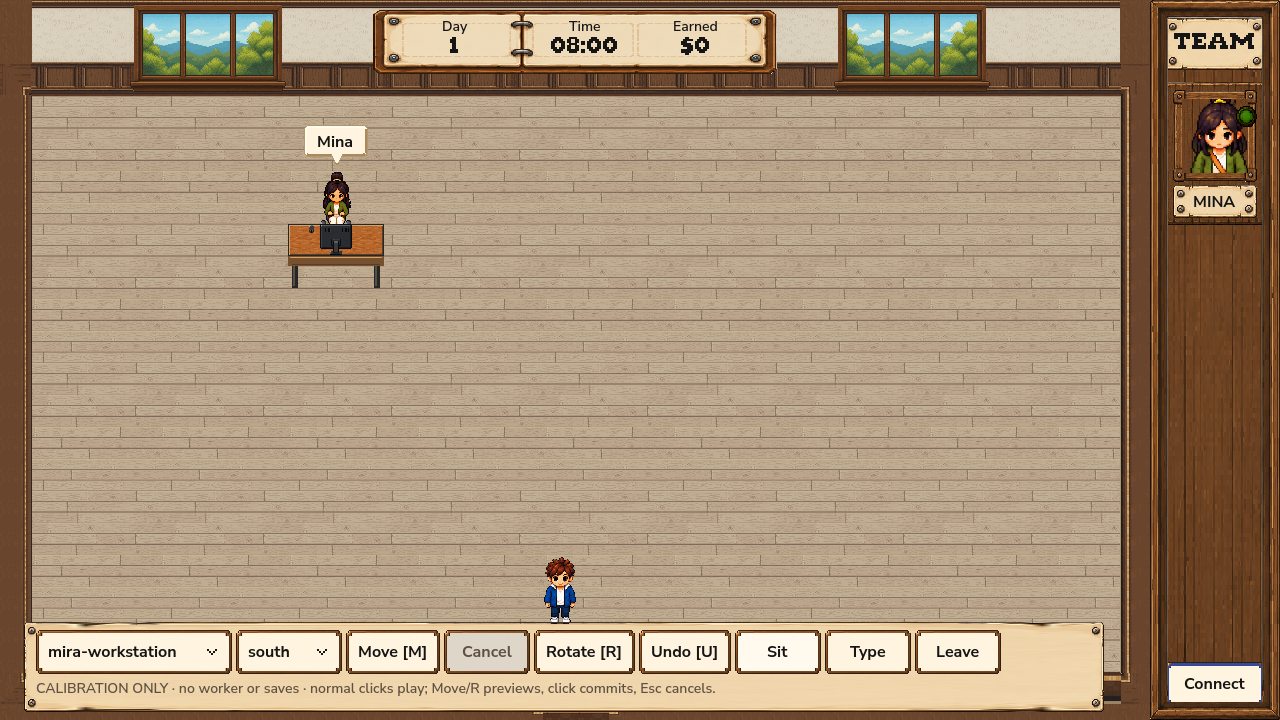 Day
1
Time
08:00
Earned
$0
TEAM
Mina
MINA
mira-workstation
south
Move [M]
Cancel
Rotate [R]
Undo [U]
Sit
Type
Leave
CALIBRATION ONLY · no worker or saves · normal clicks play; Move/R previews, click commits, Esc cancels.
Connect